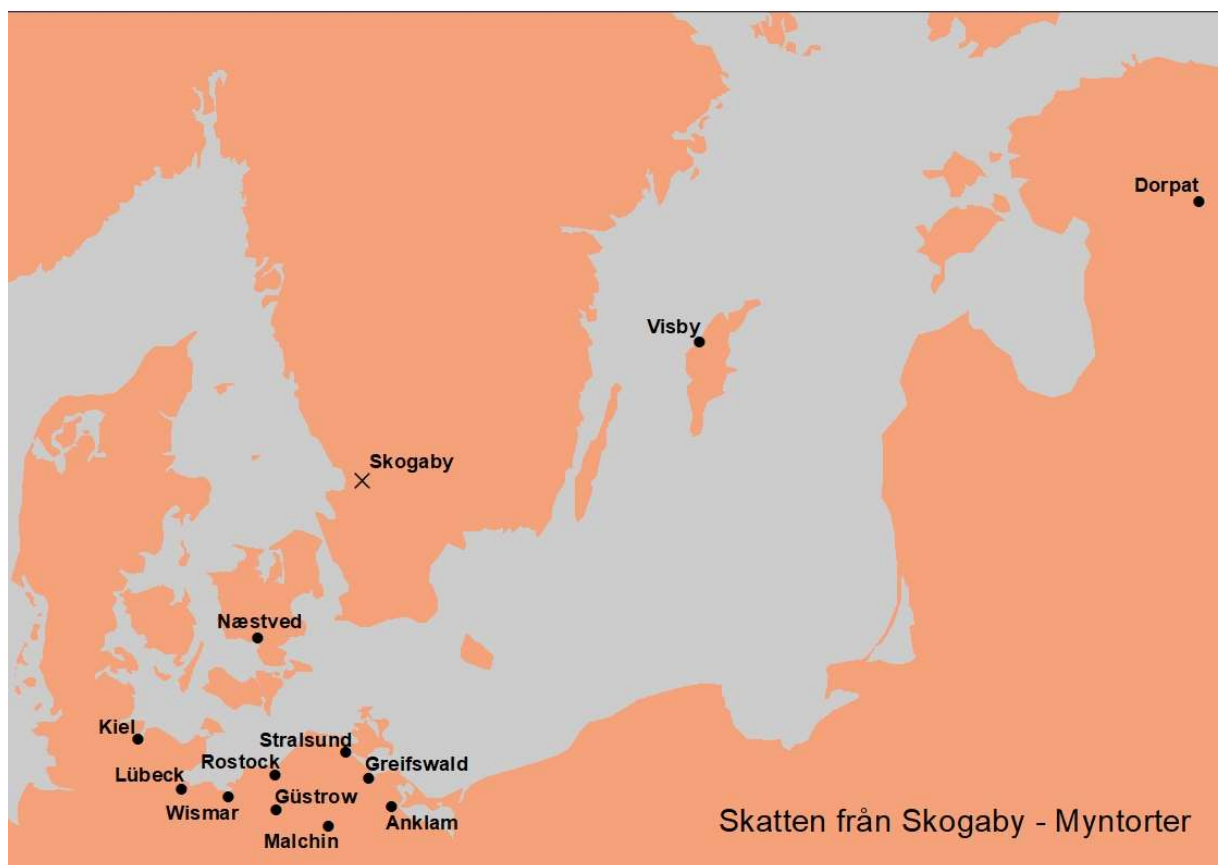 Dorpat
Visby
Skogaby
Næstved
Kiel
Stralsund
Rostock
Greifswald
Lübeck
Güstrow
Wismar
Anklam
Malchin
Skatten från Skogaby - Myntorter